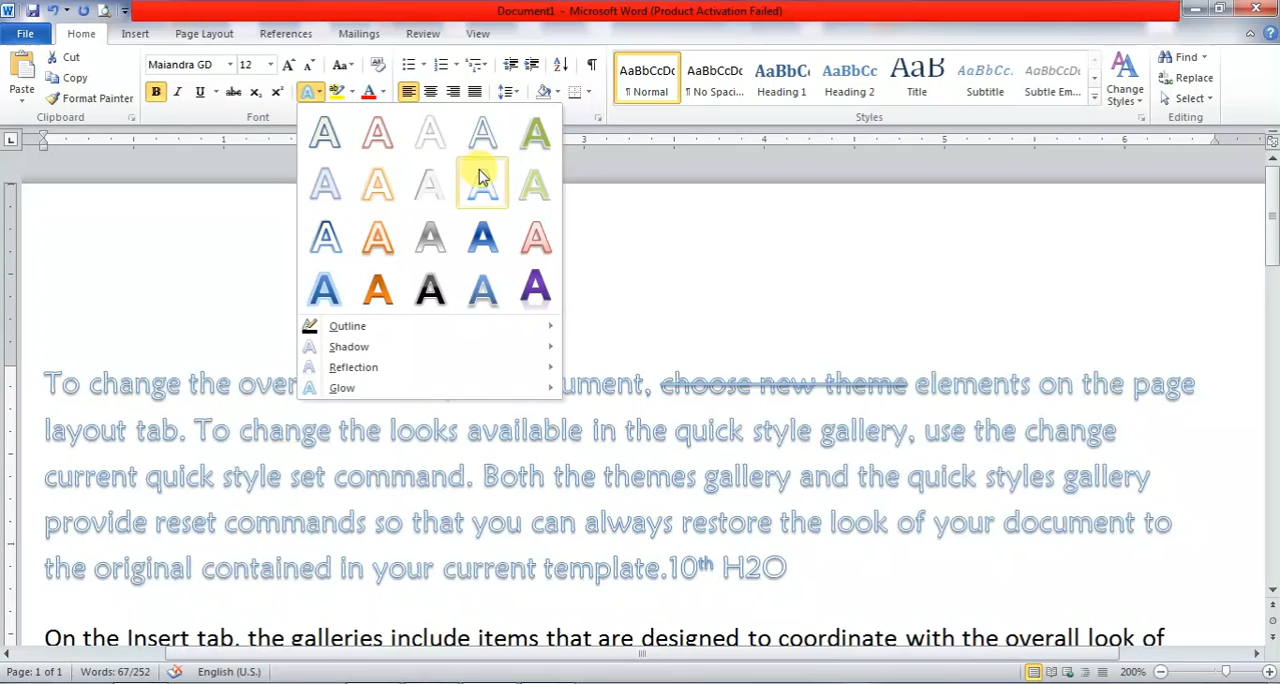 Document1 - Microsoft Word (Product Activation Failed)
File Home Insert Page Layout References Mailings Review View
Paste
Cut
Copy
Format Painter
Clipboard
Maiandra GD 12
Font
AaBbCcDc
¶ Normal
AaBbCcDc
¶ No Spaci...
AaBbCc
Heading 1
AaBbCc
Heading 2
AaB
Title
AaBbCcDc
Subtitle
AaBbCcDc
Subtle Em...
Change Styles
Styles
Find
Replace
Select
Editing
1 3 4 5 6
Outline
Shadow
Reflection
Glow
To change the over ument, choose new theme elements on the page
layout tab. To change the looks available in the quick style gallery, use the change
current quick style set command. Both the themes gallery and the quick styles gallery
provide reset commands so that you can always restore the look of your document to
the original contained in your current template.10th H2O
On the Insert tab, the galleries include items that are designed to coordinate with the overall look of
Page: 1 of 1 Words: 67/252 English (U.S.) 200%